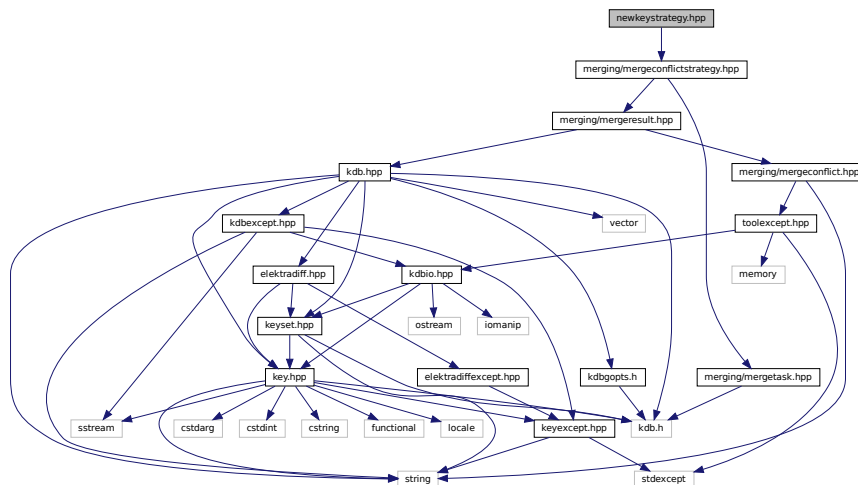 newkeystrategy.hpp
merging/mergeconflictstrategy.hpp
merging/mergeresult.hpp
kdb.hpp
merging/mergeconflict.hpp
kdbexcept.hpp
vector
toolexcept.hpp
elektradiff.hpp
kdbio.hpp
memory
keyset.hpp
ostream
iomanip
key.hpp
elektradiffexcept.hpp
kdbgopts.h
merging/mergetask.hpp
sstream
cstdarg
cstdint
cstring
functional
locale
keyexcept.hpp
kdb.h
string
stdexcept